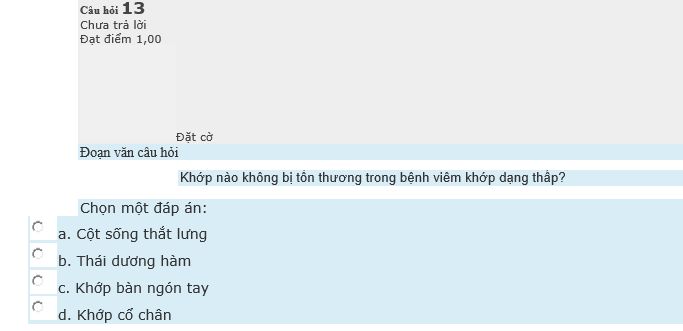 Câu hỏi 13
Chưa trả lời
Đạt điểm 1,00
Đặt cờ
Đoạn văn câu hỏi
Khớp nào không bị tổn thương trong bệnh viêm khớp dạng thấp?
Chọn một đáp án:
a. Cột sống thắt lưng
b. Thái dương hàm
c. Khớp bàn ngón tay
d. Khớp cổ chân